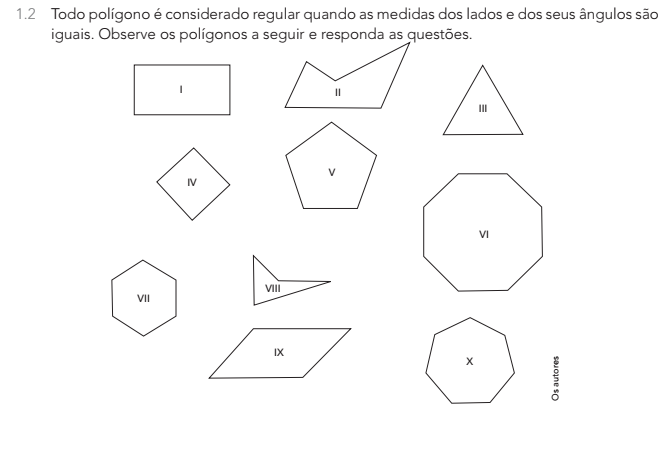 1.2 Todo polígono é considerado regular quando as medidas dos lados e dos seus ângulos são
iguais. Observe os polígonos a seguir e responda as questões.
I
II
III
IV
V
VI
VII
VIII
IX
X
Os autores